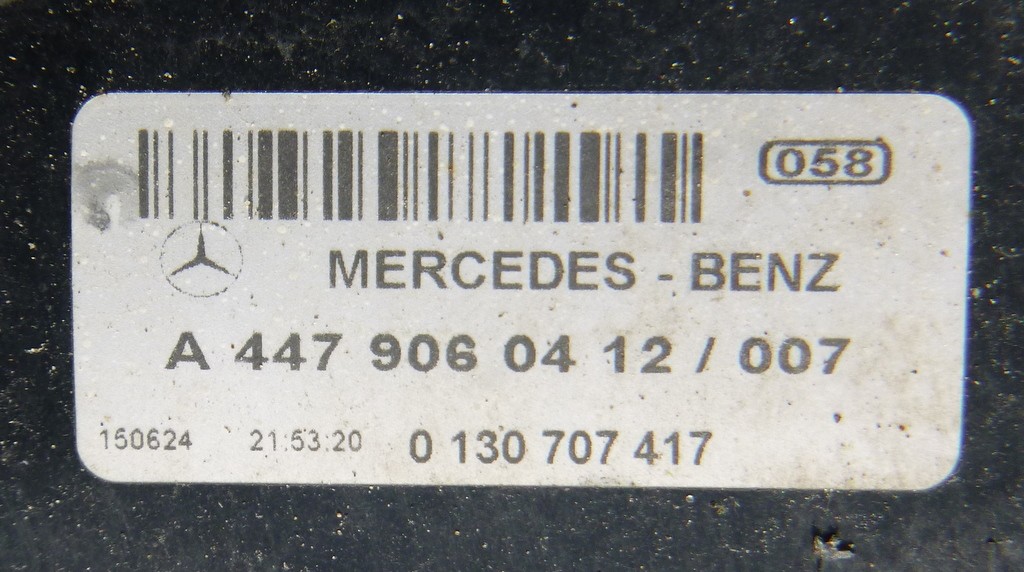 058
MERCEDES - BENZ
A 447 906 04 12 / 007
150624 21:53:20 0 130 707 417